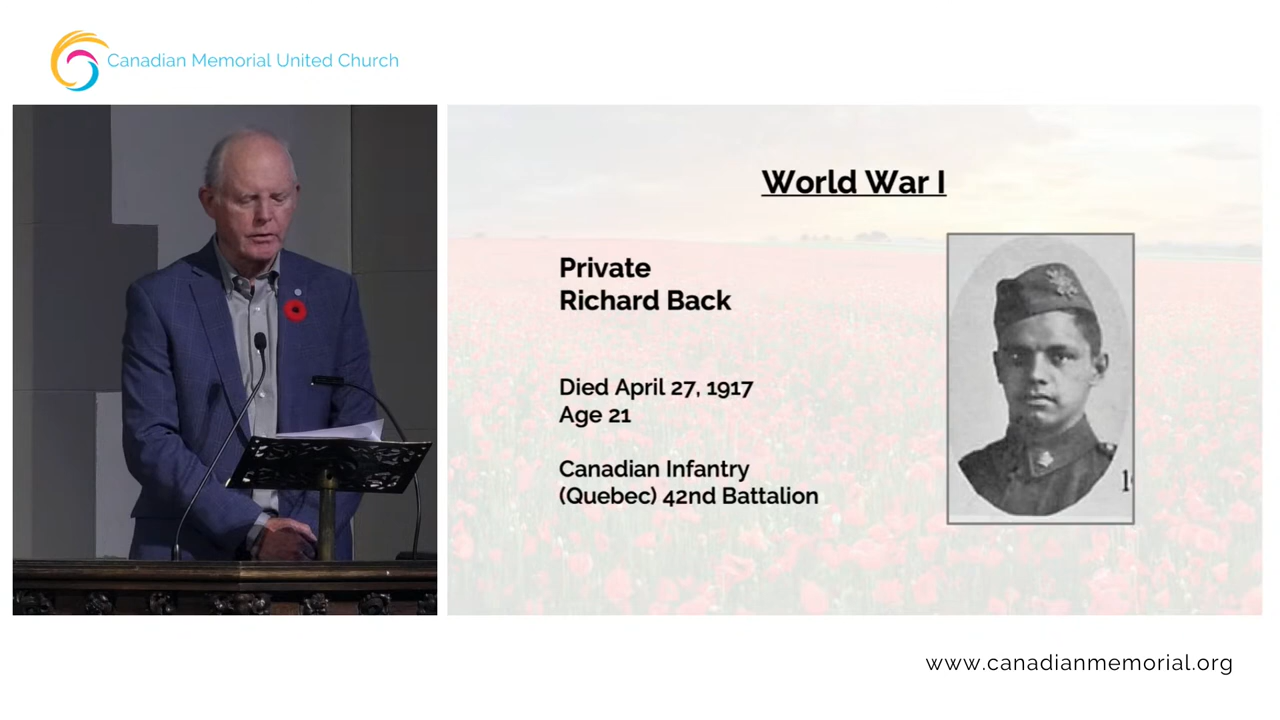 Canadian Memorial United Church
World War I
Private
Richard Back
Died April 27, 1917
Age 21
Canadian Infantry
(Quebec) 42nd Battalion
www.canadianmemorial.org